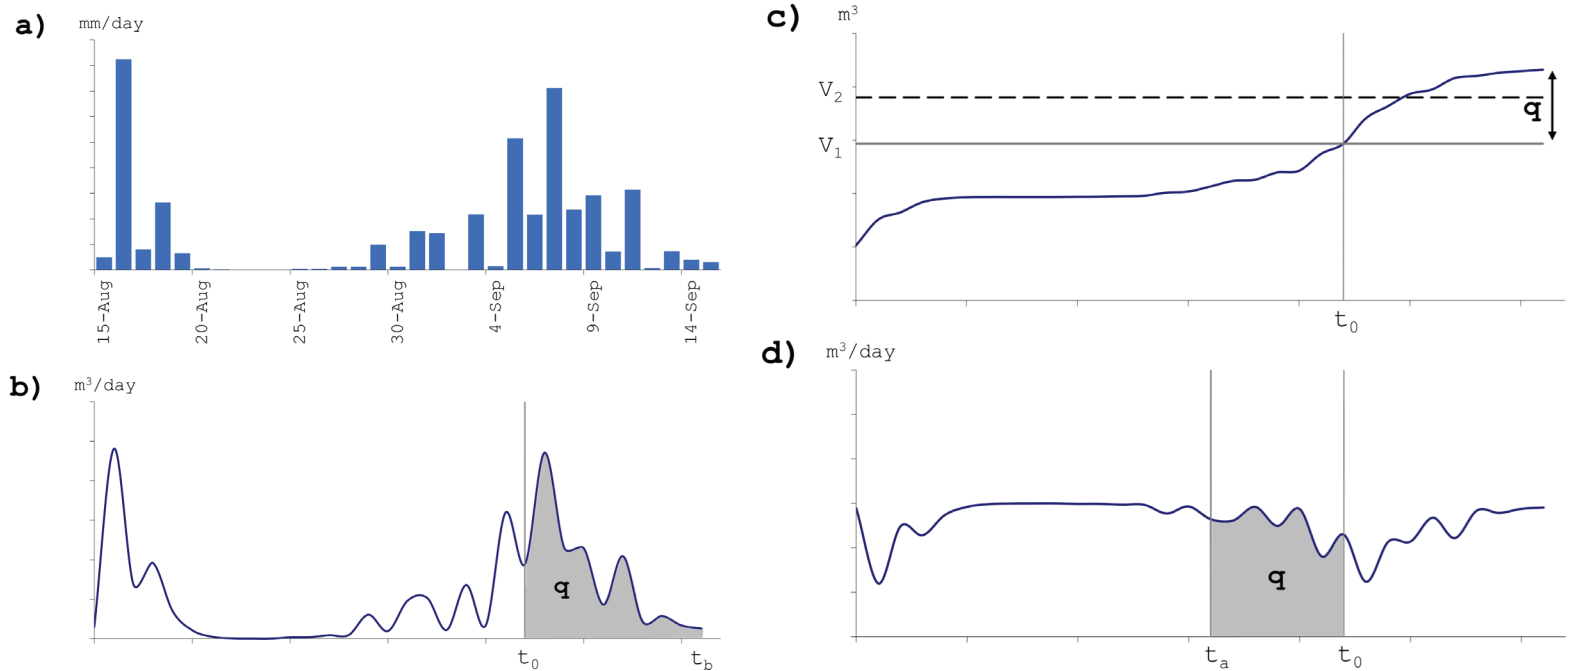 a)
mm/day
15-Aug
20-Aug
25-Aug
30-Aug
4-Sep
9-Sep
14-Sep
b)
m³/day
q
t₀
t_b
c)
m³
V₂
q
V₁
t₀
d)
m³/day
q
tₐ
t₀